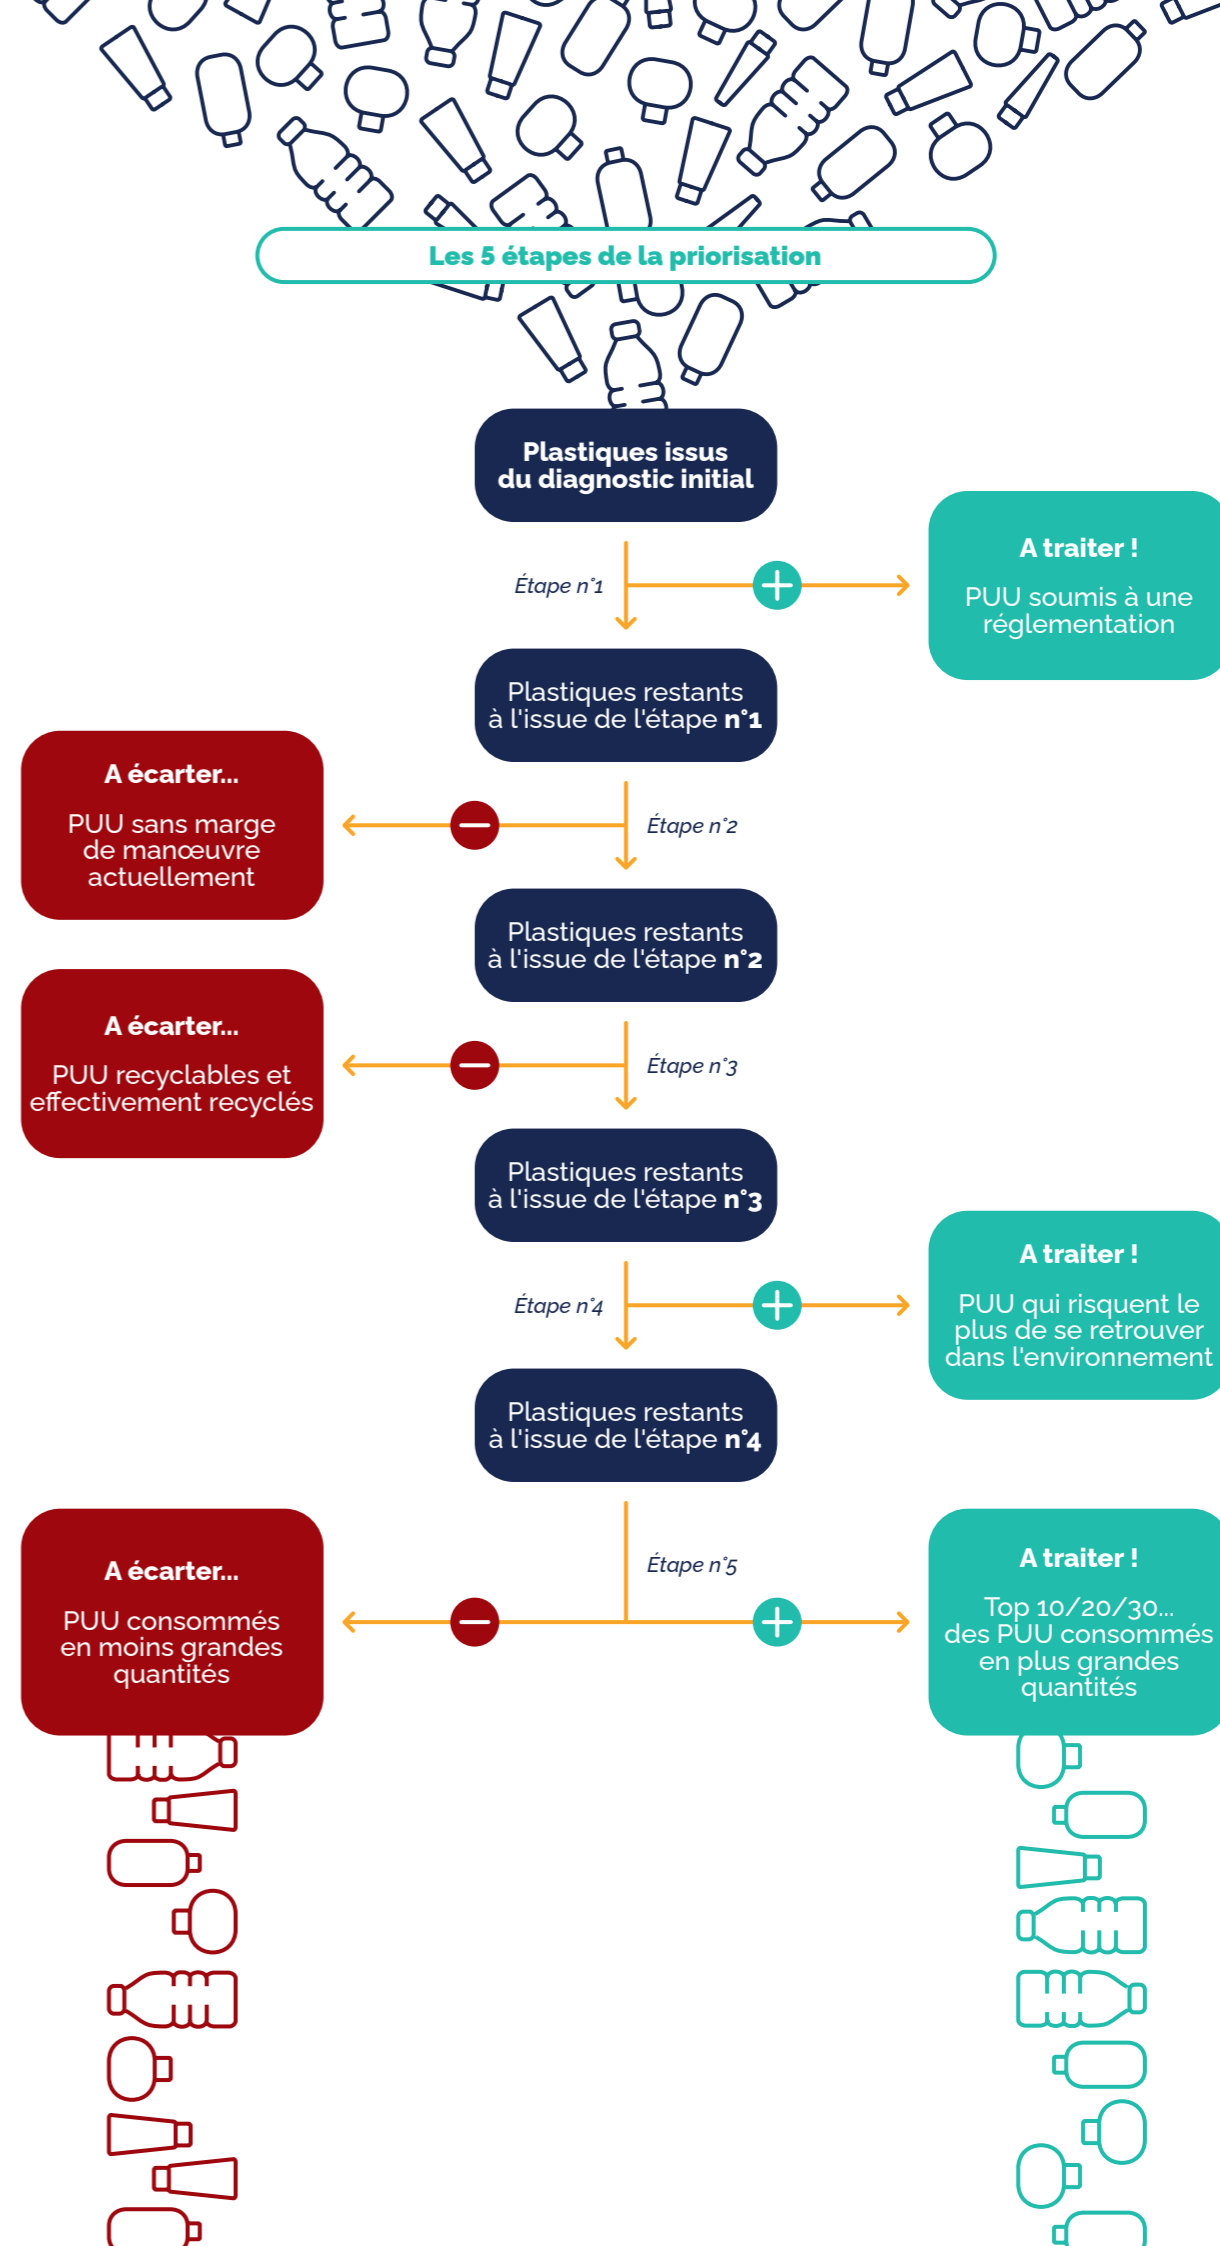 Les 5 étapes de la priorisation
Plastiques issus
du diagnostic initial
Étape n°1
A traiter !
PUU soumis à une
réglementation
Plastiques restants
à l'issue de l'étape n°1
A écarter...
PUU sans marge
de manœuvre
actuellement
Étape n°2
Plastiques restants
à l'issue de l'étape n°2
A écarter...
PUU recyclables et
effectivement recyclés
Étape n°3
Plastiques restants
à l'issue de l'étape n°3
Étape n°4
A traiter !
PUU qui risquent le
plus de se retrouver
dans l'environnement
Plastiques restants
à l'issue de l'étape n°4
Étape n°5
A écarter...
PUU consommés
en moins grandes
quantités
A traiter !
Top 10/20/30...
des PUU consommés
en plus grandes
quantités